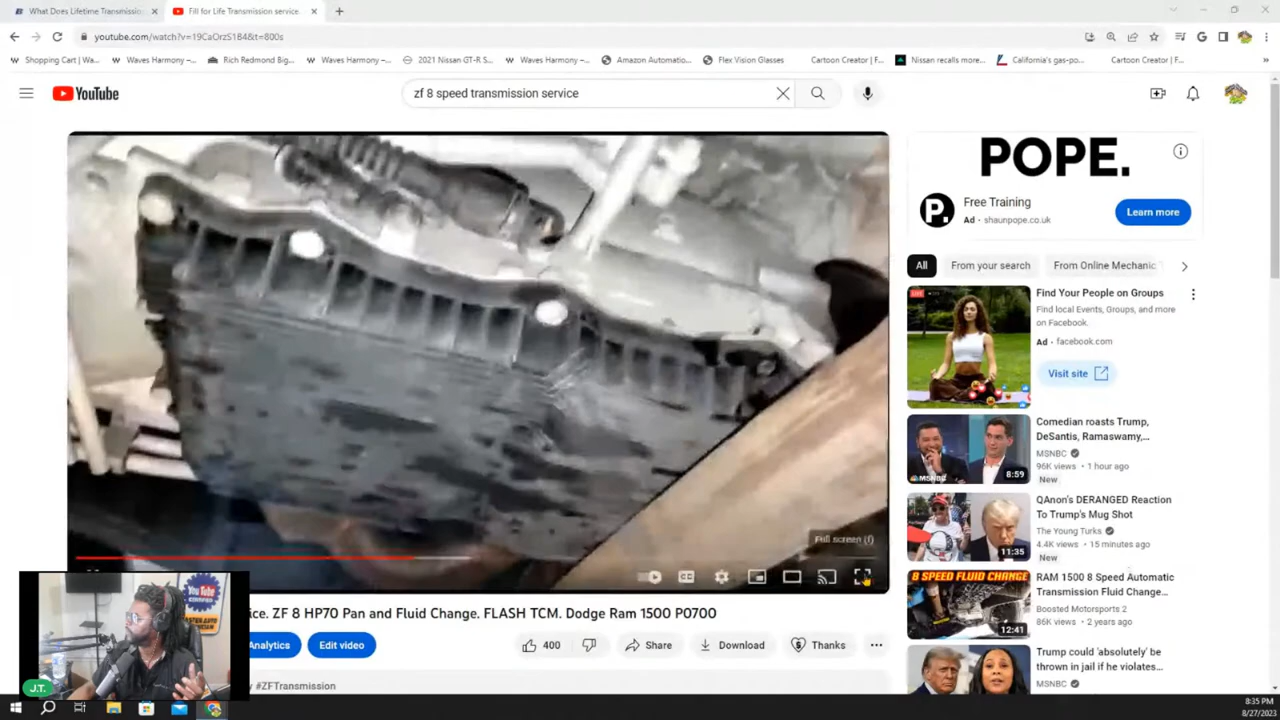 What Does Lifetime Transmission
Fill for Life Transmission service.
youtube.com/watch?v=19CaOrzS1B4&t=800s
Shopping Cart | Wa...
Waves Harmony –...
Rich Redmond Big...
Waves Harmony –...
2021 Nissan GT-R S...
Waves Harmony –...
Amazon Automatio...
Flex Vision Glasses
Cartoon Creator | F...
Nissan recalls more...
California's gas-po...
Cartoon Creator | F...
YouTube
zf 8 speed transmission service
POPE.
P.
Free Training
Ad · shaunpope.co.uk
Learn more
All
From your search
From Online Mechanic T
LIVE
Find Your People on Groups
Find local Events, Groups, and more
on Facebook.
Ad · facebook.com
Visit site
Comedian roasts Trump,
DeSantis, Ramaswamy,...
MSNBC
96K views · 1 hour ago
New
MSNBC
8:59
QAnon's DERANGED Reaction
To Trump's Mug Shot
The Young Turks
4.4K views · 15 minutes ago
New
11:35
Full screen (f)
CC
8 SPEED FLUID CHANGE
RAM 1500 8 Speed Automatic
Transmission Fluid Change...
Boosted Motorsports 2
86K views · 2 years ago
12:41
ice. ZF 8 HP70 Pan and Fluid Change. FLASH TCM. Dodge Ram 1500 P0700
Analytics
Edit video
400
Share
Download
Thanks
Trump could 'absolutely' be
thrown in jail if he violates...
MSNBC
y #ZFTransmission
You Tube
J.T.
8:35 PM
8/27/2023